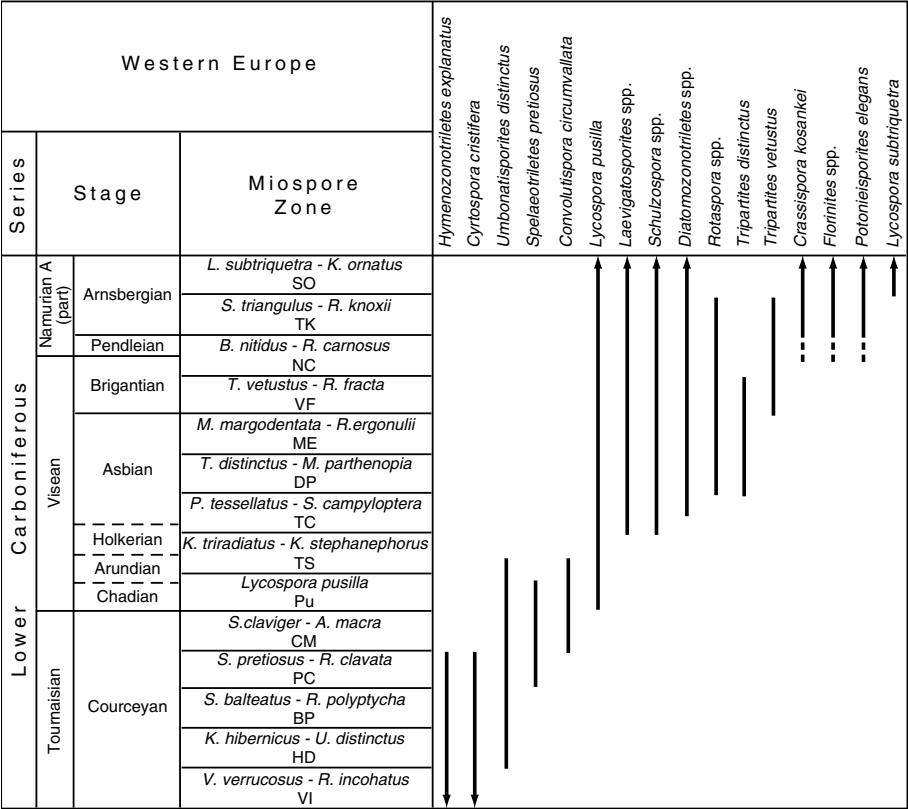 Western Europe
Series
Stage
Miospore
Zone
Hymenozonotriletes explanatus
Cyrtospora cristifera
Umbonatisporites distinctus
Spelaeotriletes pretiosus
Convolutispora circumvallata
Lycospora pusilla
Laevigatosporites spp.
Schulzospora spp.
Diatomozonotriletes spp.
Rotaspora spp.
Tripartites distinctus
Tripartites vetustus
Crassispora kosankei
Florinites spp.
Potonieisporites elegans
Lycospora subtriquetra
Lower Carboniferous
Namurian A
(part)
Visean
Tournaisian
Arnsbergian
Pendleian
Brigantian
Asbian
Holkerian
Arundian
Chadian
Courceyan
L. subtriquetra - K. ornatus
SO
S. triangulus - R. knoxii
TK
B. nitidus - R. carnosus
NC
T. vetustus - R. fracta
VF
M. margodentata - R.ergonulii
ME
T. distinctus - M. parthenopia
DP
P. tessellatus - S. campyloptera
TC
K. triradiatus - K. stephanephorus
TS
Lycospora pusilla
Pu
S.claviger - A. macra
CM
S. pretiosus - R. clavata
PC
S. balteatus - R. polyptycha
BP
K. hibernicus - U. distinctus
HD
V. verrucosus - R. incohatus
VI